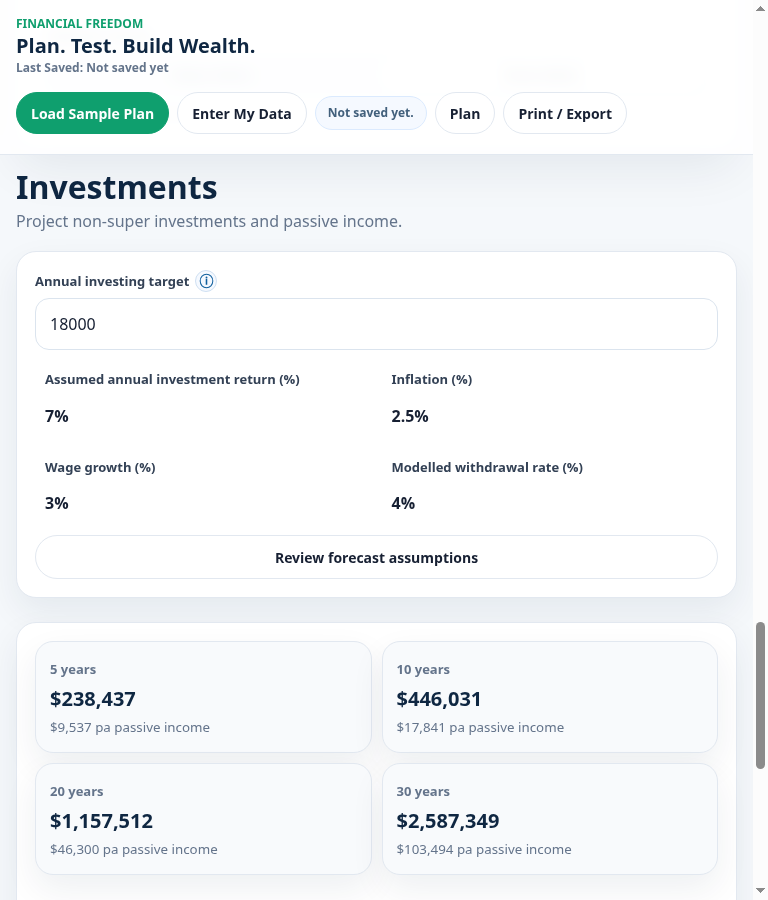 FINANCIAL FREEDOM
Plan. Test. Build Wealth.
Last Saved: Not saved yet
Load Sample Plan
Enter My Data
Not saved yet.
Plan
Print / Export
Investments
Project non-super investments and passive income.
Annual investing target
18000
Assumed annual investment return (%)
Inflation (%)
7%
2.5%
Wage growth (%)
Modelled withdrawal rate (%)
3%
4%
Review forecast assumptions
5 years
$238,437
$9,537 pa passive income
10 years
$446,031
$17,841 pa passive income
20 years
$1,157,512
$46,300 pa passive income
30 years
$2,587,349
$103,494 pa passive income